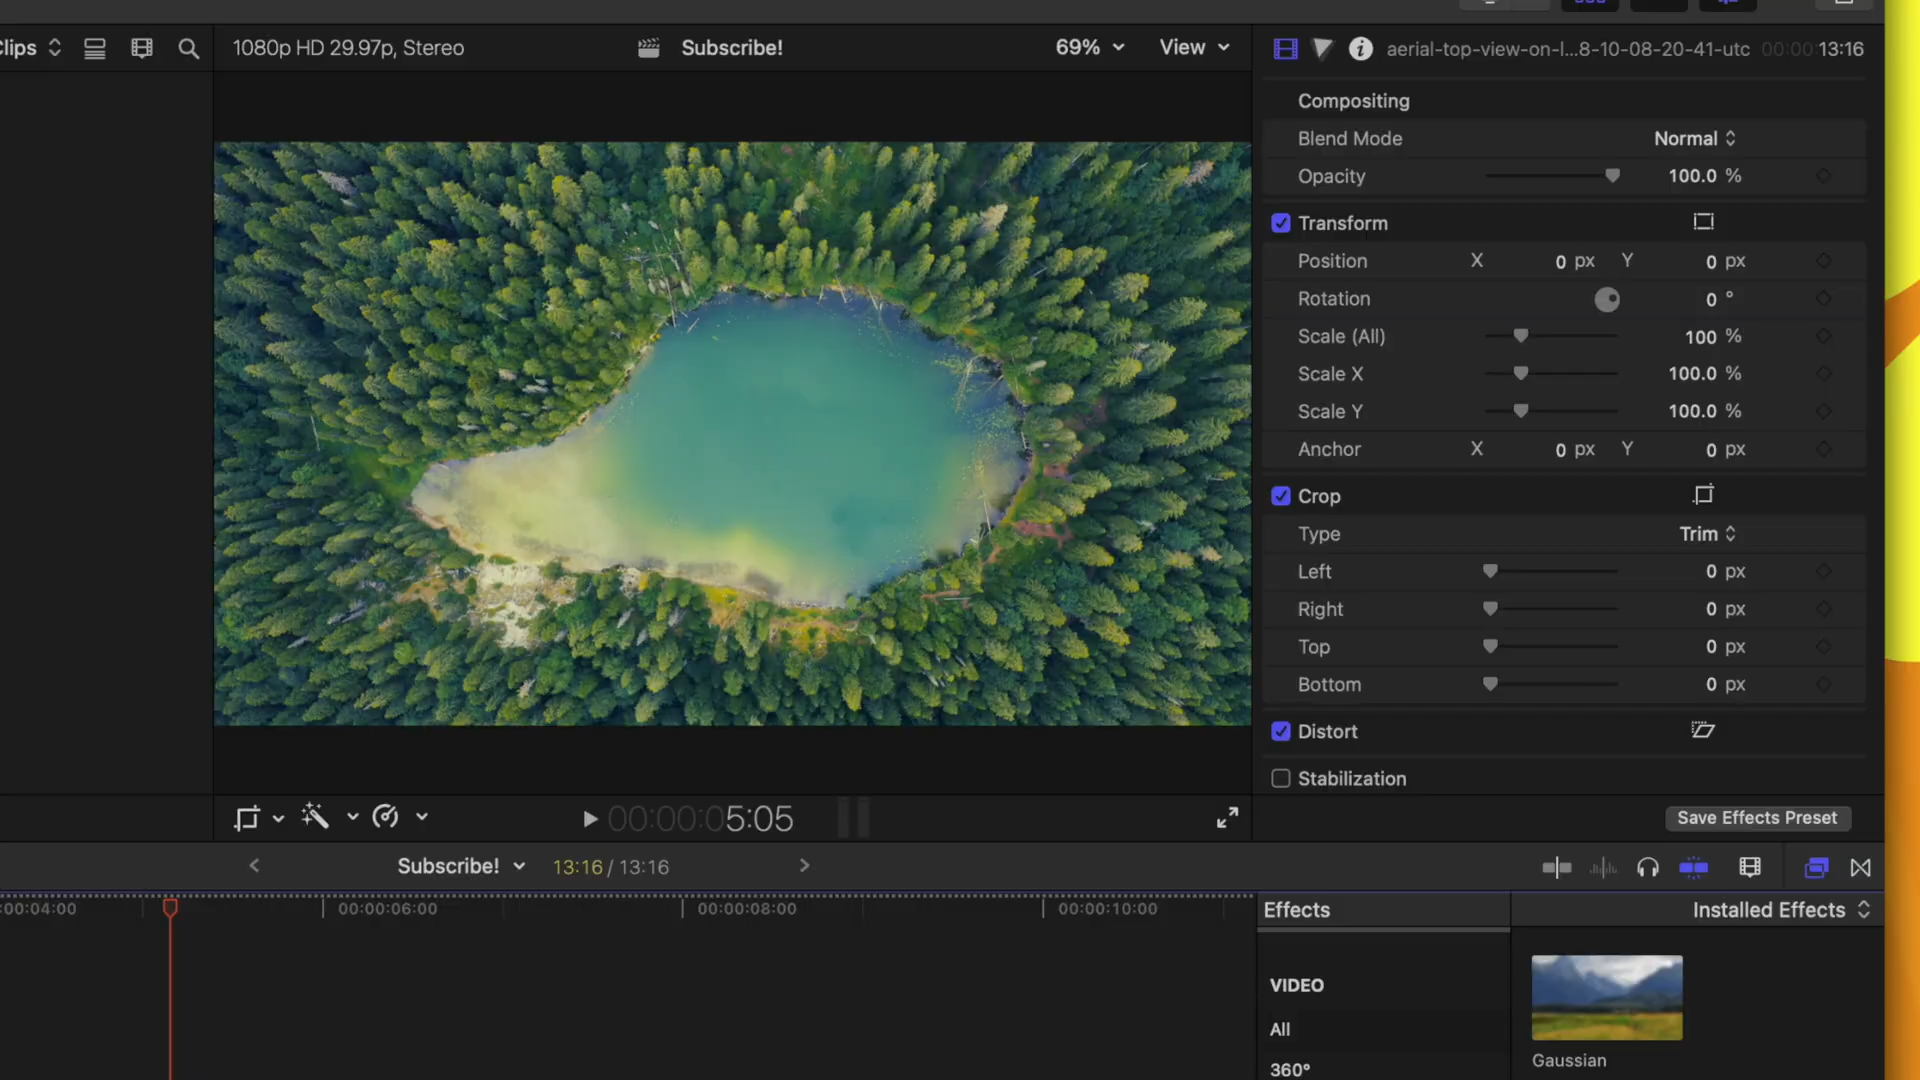 Clips
1080p HD 29.97p, Stereo
Subscribe!
69%
View
aerial-top-view-on-l...8-10-08-20-41-utc
00:00:13:16
Compositing
Blend Mode
Normal
Opacity
100.0 %
Transform
Position
X 0 px Y 0 px
Rotation
0 °
Scale (All)
100 %
Scale X
100.0 %
Scale Y
100.0 %
Anchor
X 0 px Y 0 px
Crop
Type
Trim
Left
0 px
Right
0 px
Top
0 px
Bottom
0 px
Distort
Stabilization
00:00:05:05
Save Effects Preset
Subscribe!
13:16 / 13:16
00:00:04:00
00:00:06:00
00:00:08:00
00:00:10:00
Effects
Installed Effects
VIDEO
All
360°
Gaussian